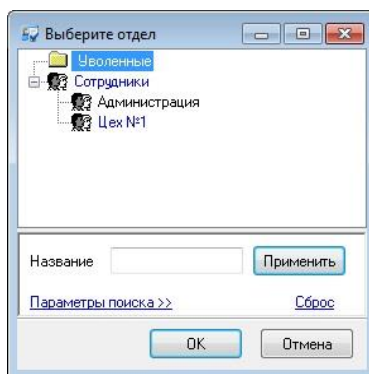 Выберите отдел
Уволенные
Сотрудники
Администрация
Цех №1
Название Применить
Параметры поиска >> Сброс
OK Отмена